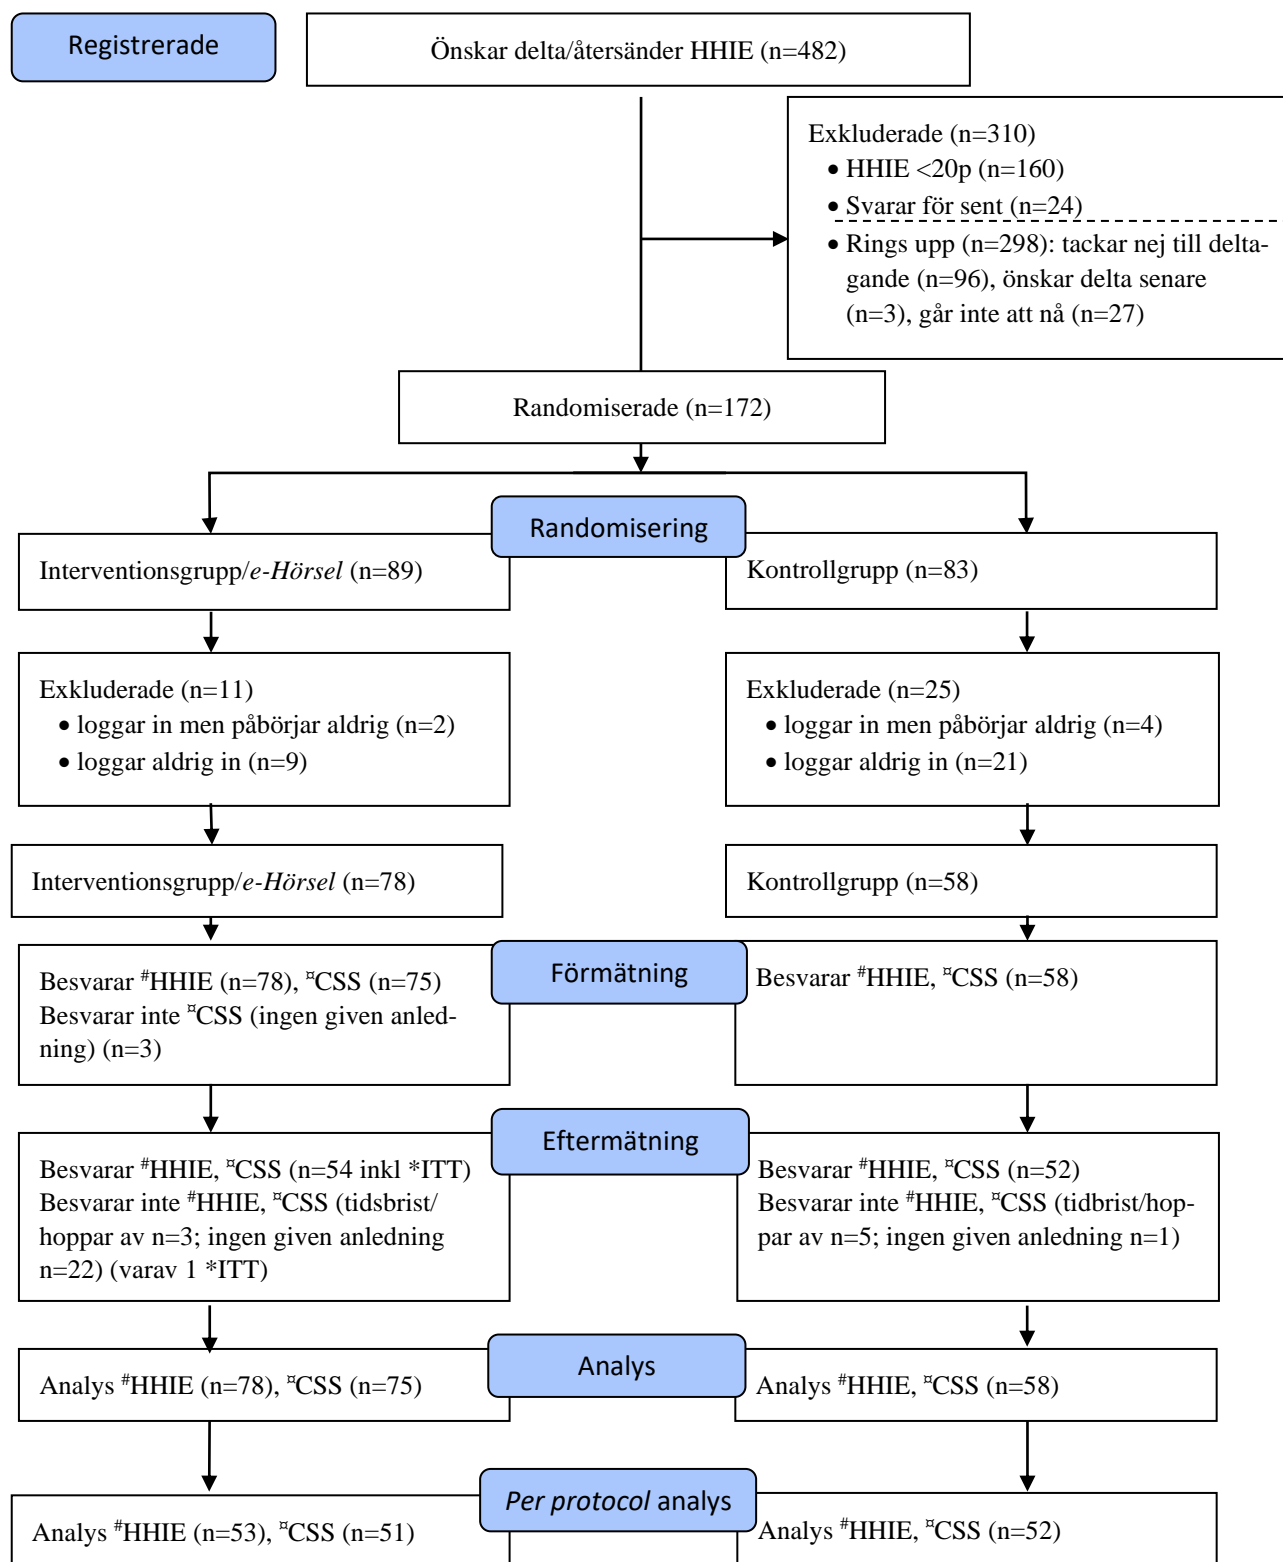 Registrerade
Önskar delta/återsänder HHIE (n=482)
Exkluderade (n=310)
• HHIE <20p (n=160)
• Svarar för sent (n=24)
• Rings upp (n=298): tackar nej till delta-
gande (n=96), önskar delta senare
(n=3), går inte att nå (n=27)
Randomiserade (n=172)
Randomisering
Interventionsgrupp/e-Hörsel (n=89)
Kontrollgrupp (n=83)
Exkluderade (n=11)
• loggar in men påbörjar aldrig (n=2)
• loggar aldrig in (n=9)
Exkluderade (n=25)
• loggar in men påbörjar aldrig (n=4)
• loggar aldrig in (n=21)
Interventionsgrupp/e-Hörsel (n=78)
Kontrollgrupp (n=58)
Förmätning
Besvarar #HHIE (n=78), ¤CSS (n=75)
Besvarar inte ¤CSS (ingen given anled-
ning) (n=3)
Besvarar #HHIE, ¤CSS (n=58)
Eftermätning
Besvarar #HHIE, ¤CSS (n=54 inkl *ITT)
Besvarar inte #HHIE, ¤CSS (tidsbrist/
hoppar av n=3; ingen given anledning
n=22) (varav 1 *ITT)
Besvarar #HHIE, ¤CSS (n=52)
Besvarar inte #HHIE, ¤CSS (tidbrist/hop-
par av n=5; ingen given anledning n=1)
Analys
Analys #HHIE (n=78), ¤CSS (n=75)
Analys #HHIE, ¤CSS (n=58)
Per protocol analys
Analys #HHIE (n=53), ¤CSS (n=51)
Analys #HHIE, ¤CSS (n=52)